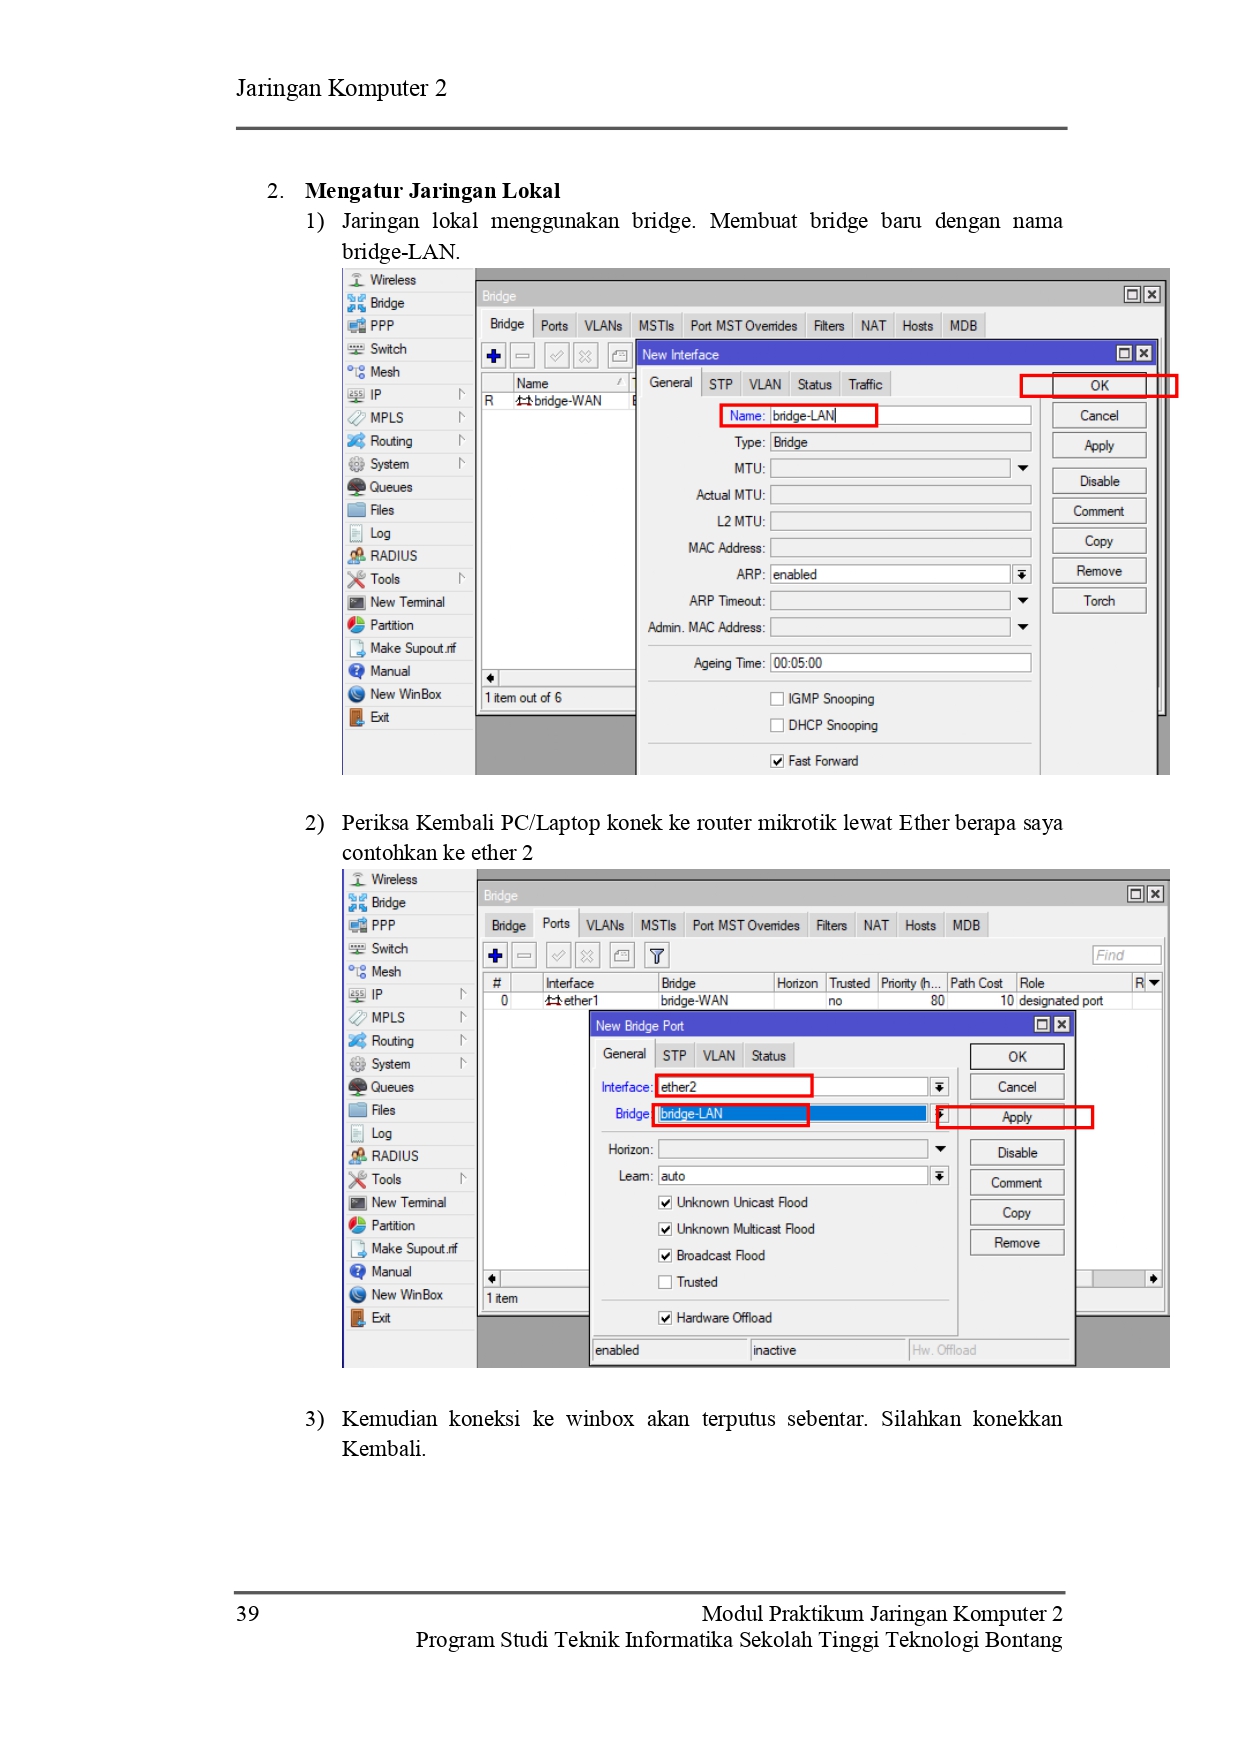 Jaringan Komputer 2
2. Mengatur Jaringan Lokal
1) Jaringan lokal menggunakan bridge. Membuat bridge baru dengan nama
bridge-LAN.
Wireless
Bridge
PPP
Switch
Mesh
IP
MPLS
Routing
System
Queues
Files
Log
RADIUS
Tools
New Terminal
Partition
Make Supout.rif
Manual
New WinBox
Exit
Bridge
Bridge Ports VLANs MSTIs Port MST Overrides Filters NAT Hosts MDB
Name
R bridge-WAN
1 item out of 6
New Interface
General STP VLAN Status Traffic
Name: bridge-LAN
Type: Bridge
MTU:
Actual MTU:
L2 MTU:
MAC Address:
ARP: enabled
ARP Timeout:
Admin. MAC Address:
Ageing Time: 00:05:00
IGMP Snooping
DHCP Snooping
Fast Forward
OK
Cancel
Apply
Disable
Comment
Copy
Remove
Torch
2) Periksa Kembali PC/Laptop konek ke router mikrotik lewat Ether berapa saya
contohkan ke ether 2
Wireless
Bridge
PPP
Switch
Mesh
IP
MPLS
Routing
System
Queues
Files
Log
RADIUS
Tools
New Terminal
Partition
Make Supout.rif
Manual
New WinBox
Exit
Bridge
Bridge Ports VLANs MSTIs Port MST Overrides Filters NAT Hosts MDB
Find
# Interface Bridge Horizon Trusted Priority (h... Path Cost Role R
0 ether1 bridge-WAN no 80 10 designated port
1 item
New Bridge Port
General STP VLAN Status
Interface: ether2
Bridge: bridge-LAN
Horizon:
Learn: auto
Unknown Unicast Flood
Unknown Multicast Flood
Broadcast Flood
Trusted
Hardware Offload
enabled inactive Hw. Offload
OK
Cancel
Apply
Disable
Comment
Copy
Remove
3) Kemudian koneksi ke winbox akan terputus sebentar. Silahkan konekkan
Kembali.
39 Modul Praktikum Jaringan Komputer 2
Program Studi Teknik Informatika Sekolah Tinggi Teknologi Bontang